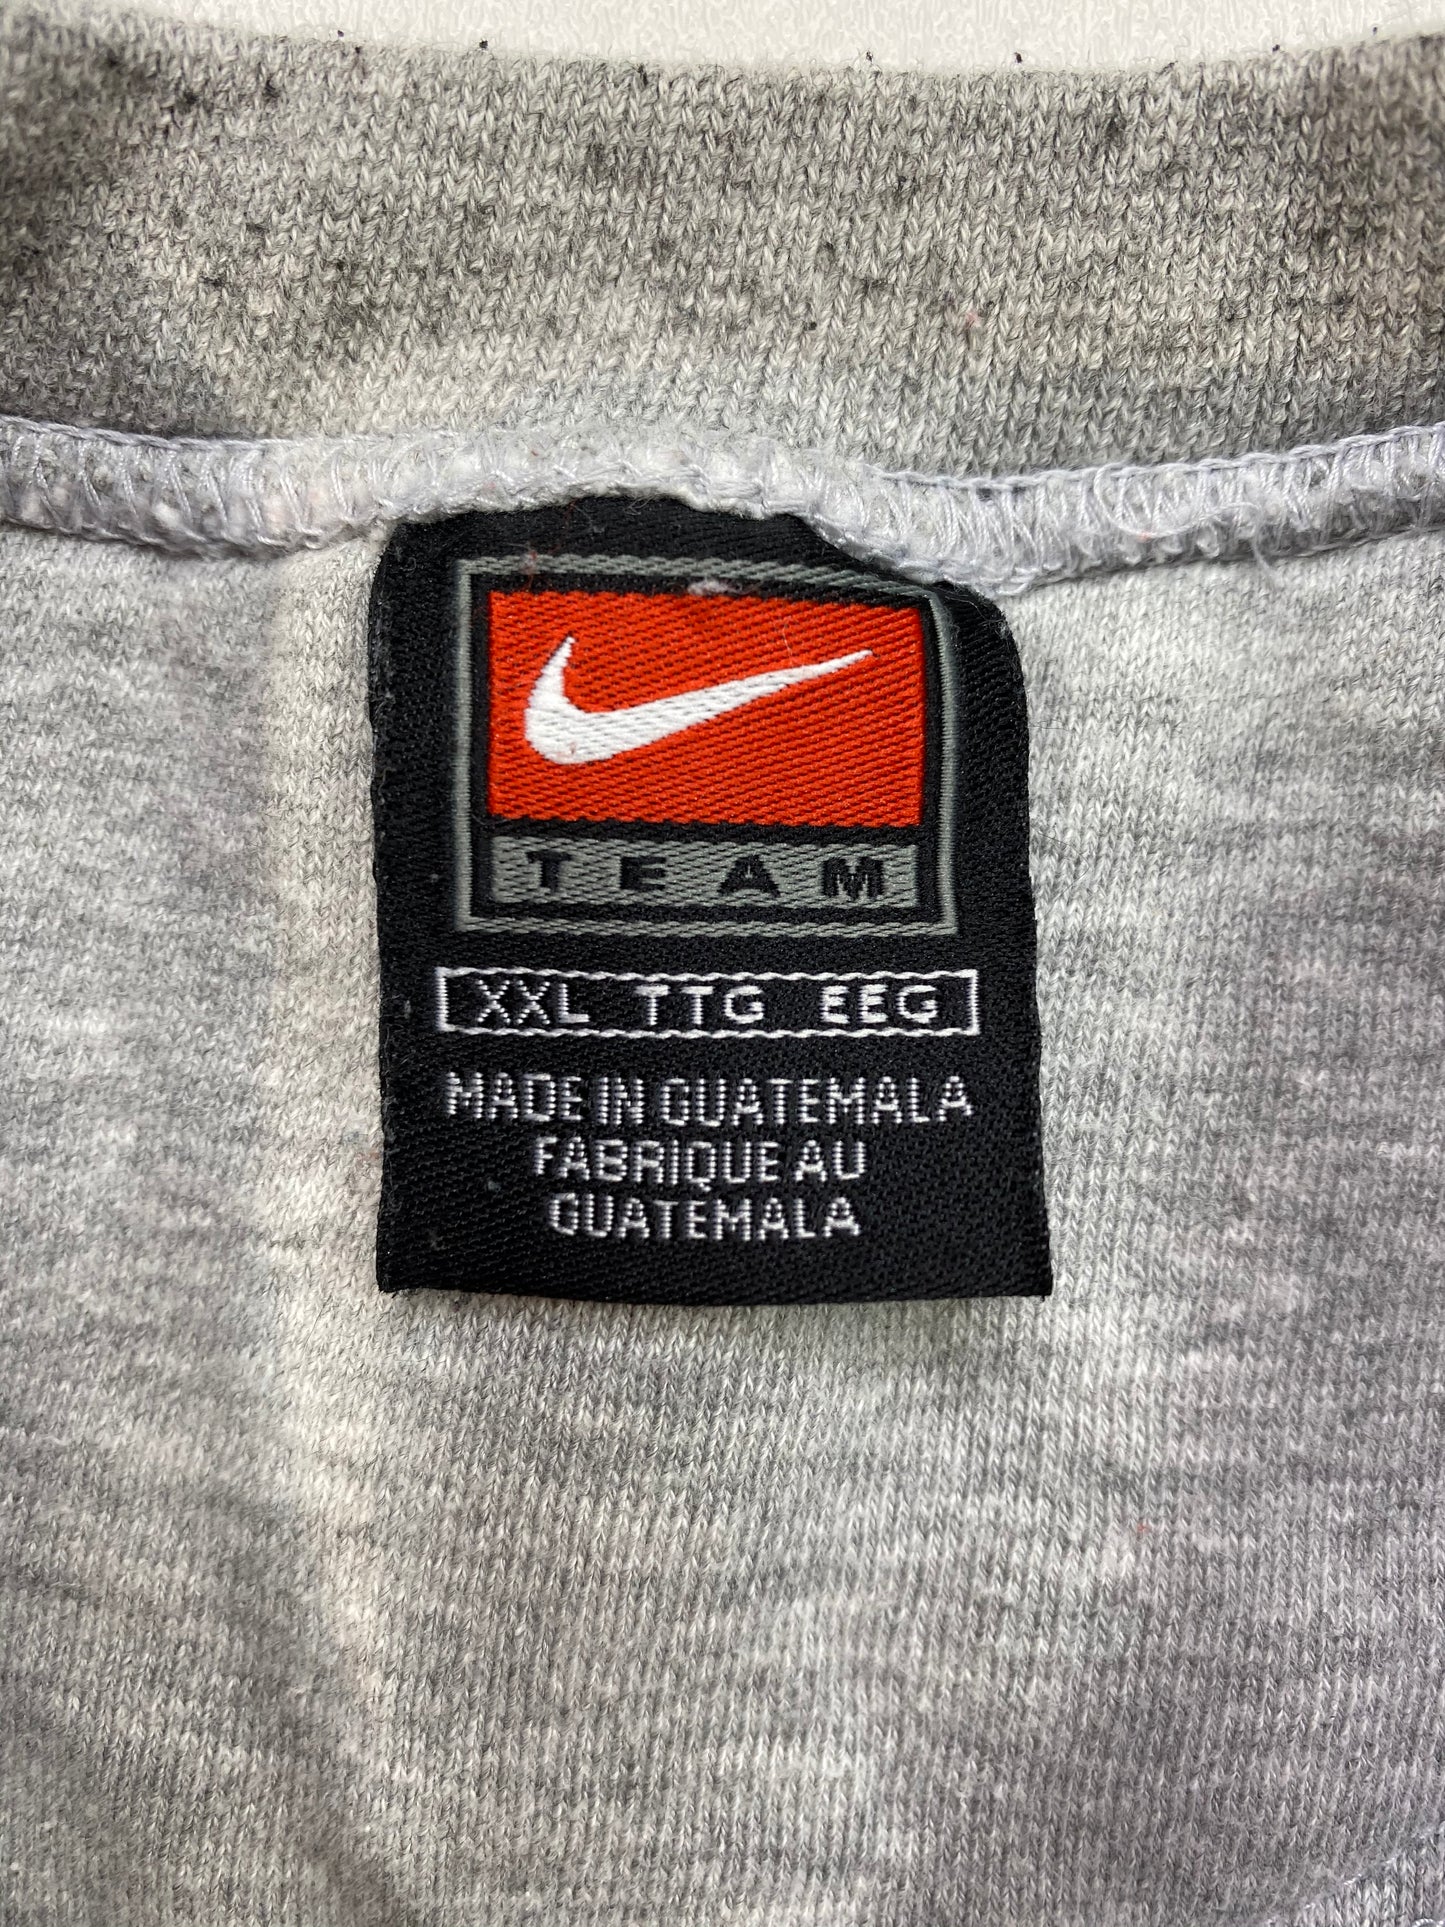 TEAM
XXL TTG EEG
MADE IN GUATEMALA
FABRIQUE AU
GUATEMALA